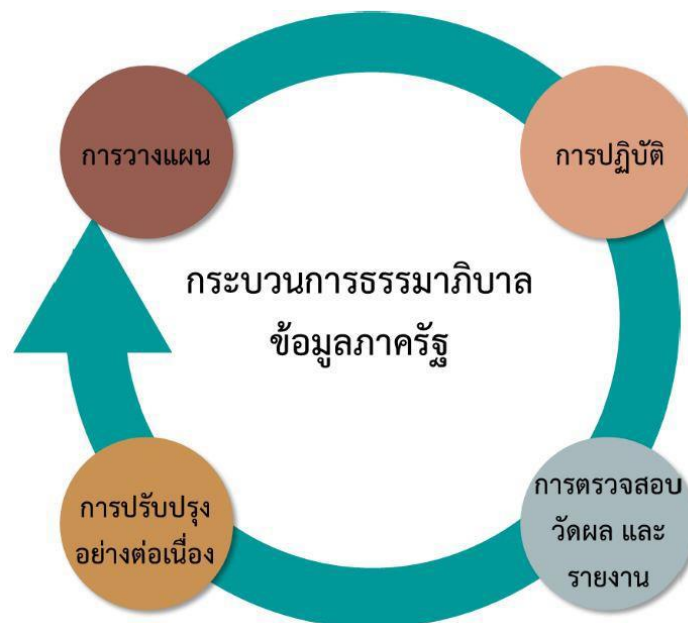 การวางแผน
การปฏิบัติ
กระบวนการธรรมาภิบาล
ข้อมูลภาครัฐ
การปรับปรุง
อย่างต่อเนื่อง
การตรวจสอบ
วัดผล และ
รายงาน